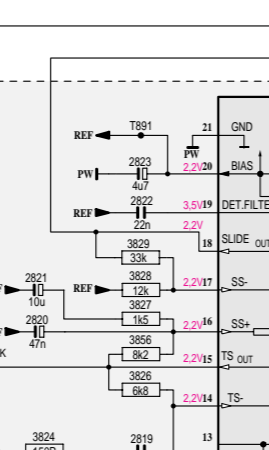 T891
REF
21
GND
PW
2823
2,2V
20
BIAS
PW
4u7
2822
3,5V
19
DET.FILTE
REF
22n
2,2V
3829
18
SLIDE OUT
33k
2821
3828
REF
2,2V
17
SS-
12k
10u
3827
2820
1k5
2,2V
16
SS+
47n
3856
K
8k2
2,2V
15
TS OUT
3826
6k8
2,2V
14
TS-
3824
2819
13